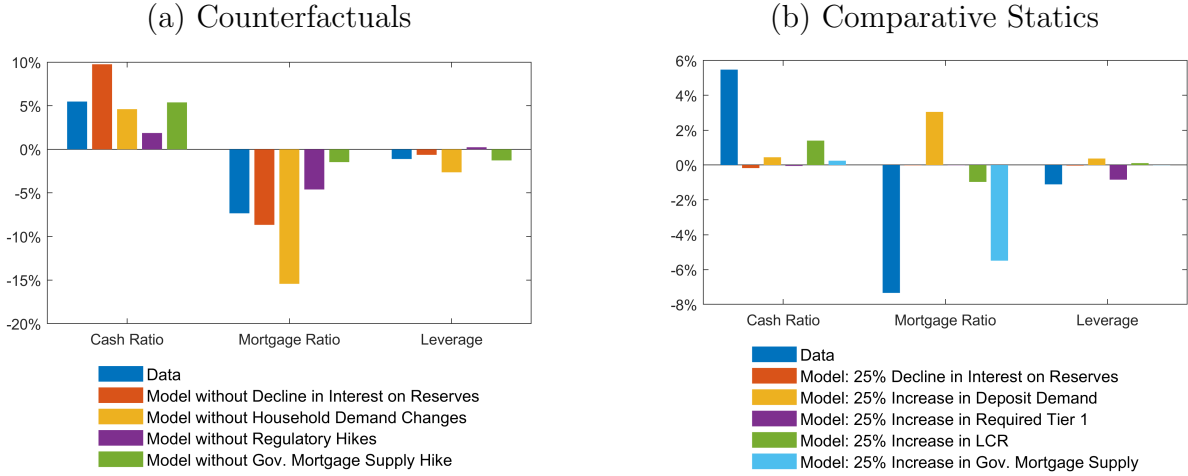 (a) Counterfactuals
10%
5%
0%
-5%
-10%
-15%
-20%
Cash Ratio Mortgage Ratio Leverage
Data
Model without Decline in Interest on Reserves
Model without Household Demand Changes
Model without Regulatory Hikes
Model without Gov. Mortgage Supply Hike
(b) Comparative Statics
6%
4%
2%
0%
-2%
-4%
-6%
-8%
Cash Ratio Mortgage Ratio Leverage
Data
Model: 25% Decline in Interest on Reserves
Model: 25% Increase in Deposit Demand
Model: 25% Increase in Required Tier 1
Model: 25% Increase in LCR
Model: 25% Increase in Gov. Mortgage Supply